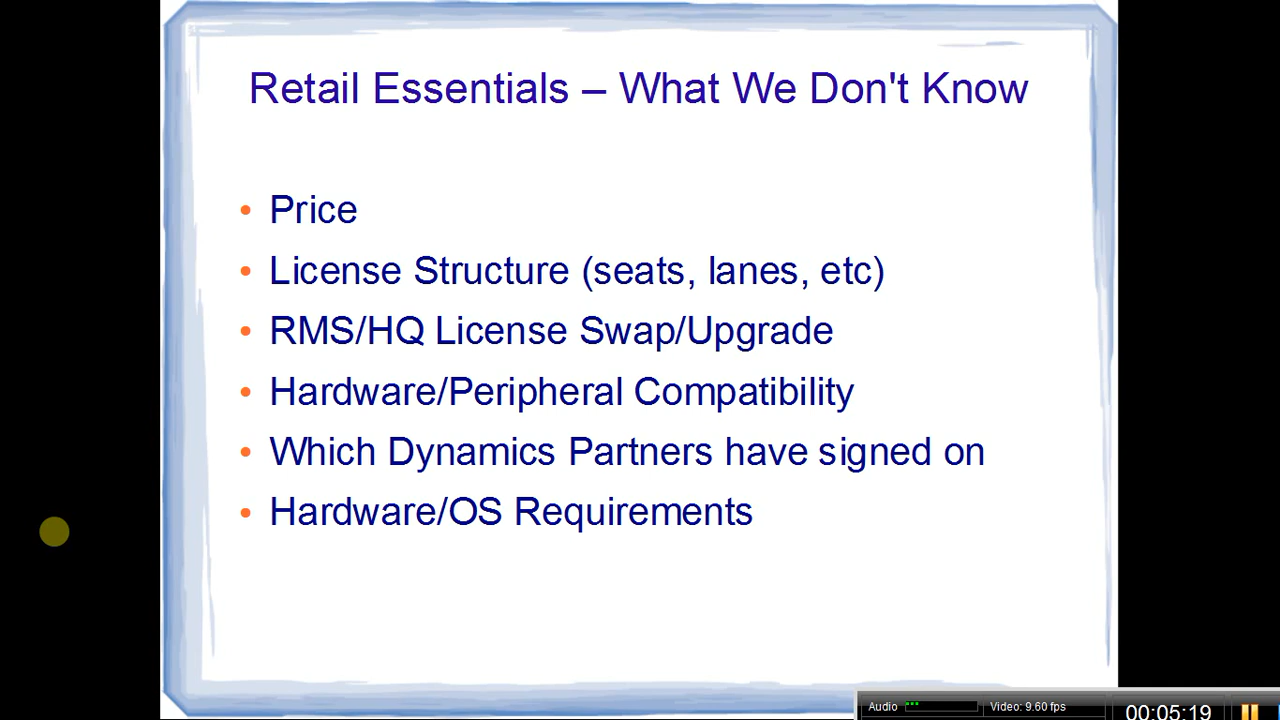 Retail Essentials – What We Don't Know
• Price
• License Structure (seats, lanes, etc)
• RMS/HQ License Swap/Upgrade
• Hardware/Peripheral Compatibility
• Which Dynamics Partners have signed on
• Hardware/OS Requirements
Audio
Video: 9.60 fps
00:05:19